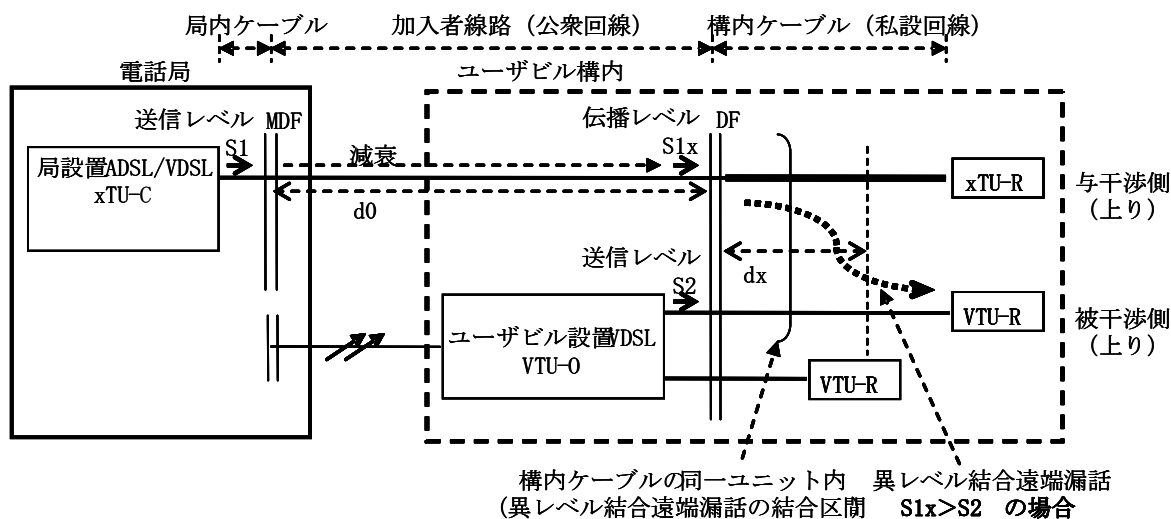 局内ケーブル 加入者線路（公衆回線） 構内ケーブル（私設回線）
電話局 ユーザビル構内
送信レベル MDF 伝播レベル DF
S1 減衰 S1x
局設置ADSL/VDSL
xTU-C
xTU-R
与干渉側
（上り）
d0
送信レベル
dx
S2
VTU-R
被干渉側
（上り）
ユーザビル設置VDSL
VTU-O
VTU-R
構内ケーブルの同一ユニット内
(異レベル結合遠端漏話の結合区間
異レベル結合遠端漏話
S1x>S2 の場合